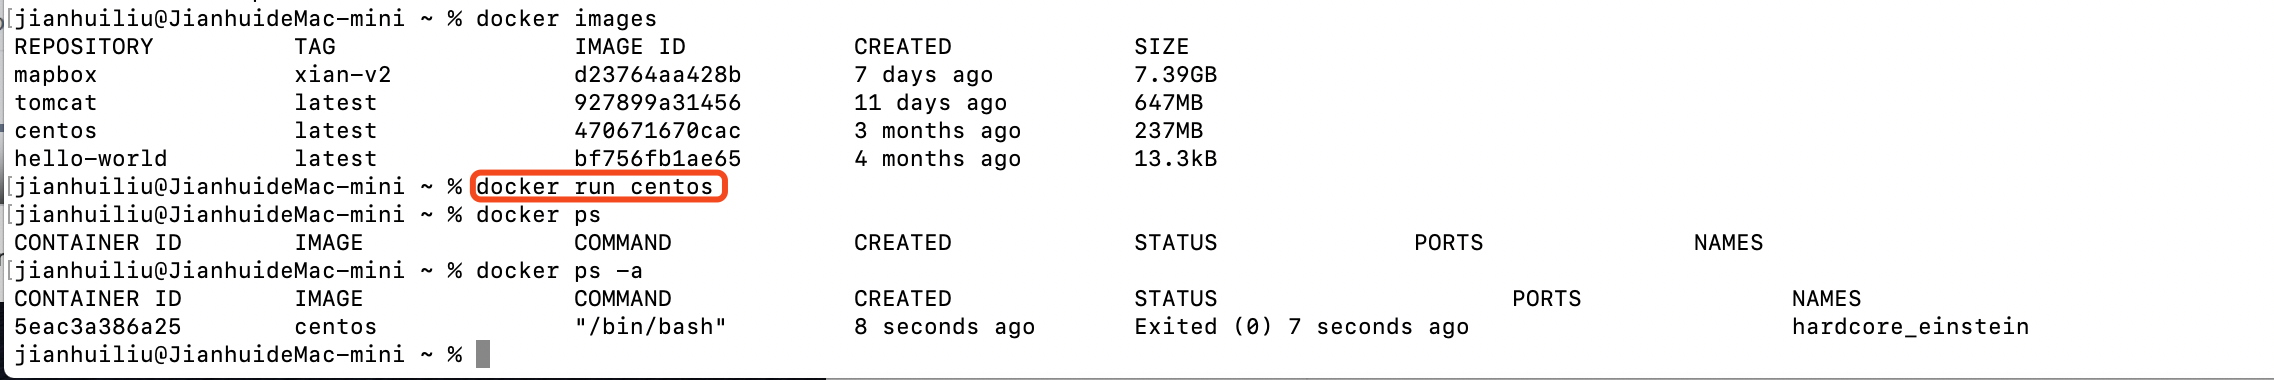 [jianhuiliu@JianhuideMac-mini ~ % docker images
REPOSITORY TAG IMAGE ID CREATED SIZE
mapbox xian-v2 d23764aa428b 7 days ago 7.39GB
tomcat latest 927899a31456 11 days ago 647MB
centos latest 470671670cac 3 months ago 237MB
hello-world latest bf756fb1ae65 4 months ago 13.3kB
[jianhuiliu@JianhuideMac-mini ~ % docker run centos
[jianhuiliu@JianhuideMac-mini ~ % docker ps
CONTAINER ID IMAGE COMMAND CREATED STATUS PORTS NAMES
[jianhuiliu@JianhuideMac-mini ~ % docker ps -a
CONTAINER ID IMAGE COMMAND CREATED STATUS PORTS NAMES
5eac3a386a25 centos "/bin/bash" 8 seconds ago Exited (0) 7 seconds ago hardcore_einstein
jianhuiliu@JianhuideMac-mini ~ %